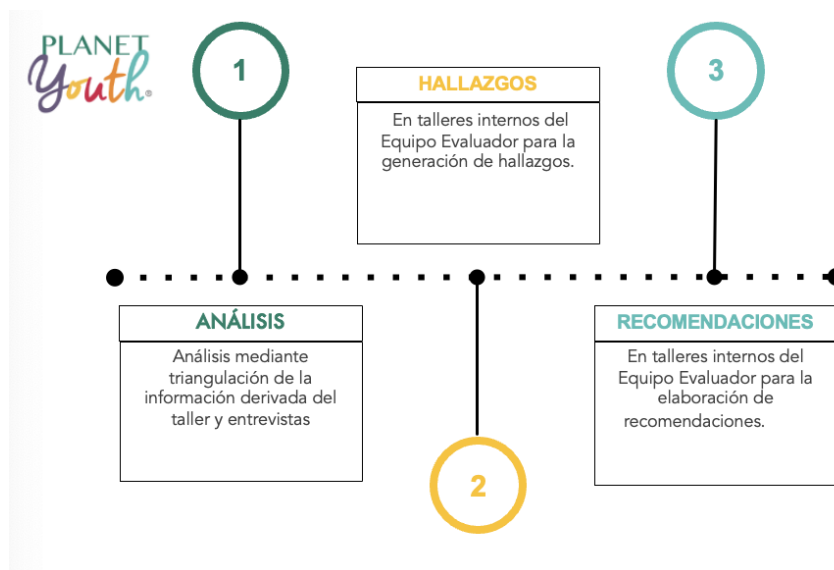 PLANET
Youth®
1
ANÁLISIS
Análisis mediante
triangulación de la
información derivada del
taller y entrevistas
HALLAZGOS
En talleres internos del
Equipo Evaluador para la
generación de hallazgos.
2
3
RECOMENDACIONES
En talleres internos del
Equipo Evaluador para la
elaboración de
recomendaciones.